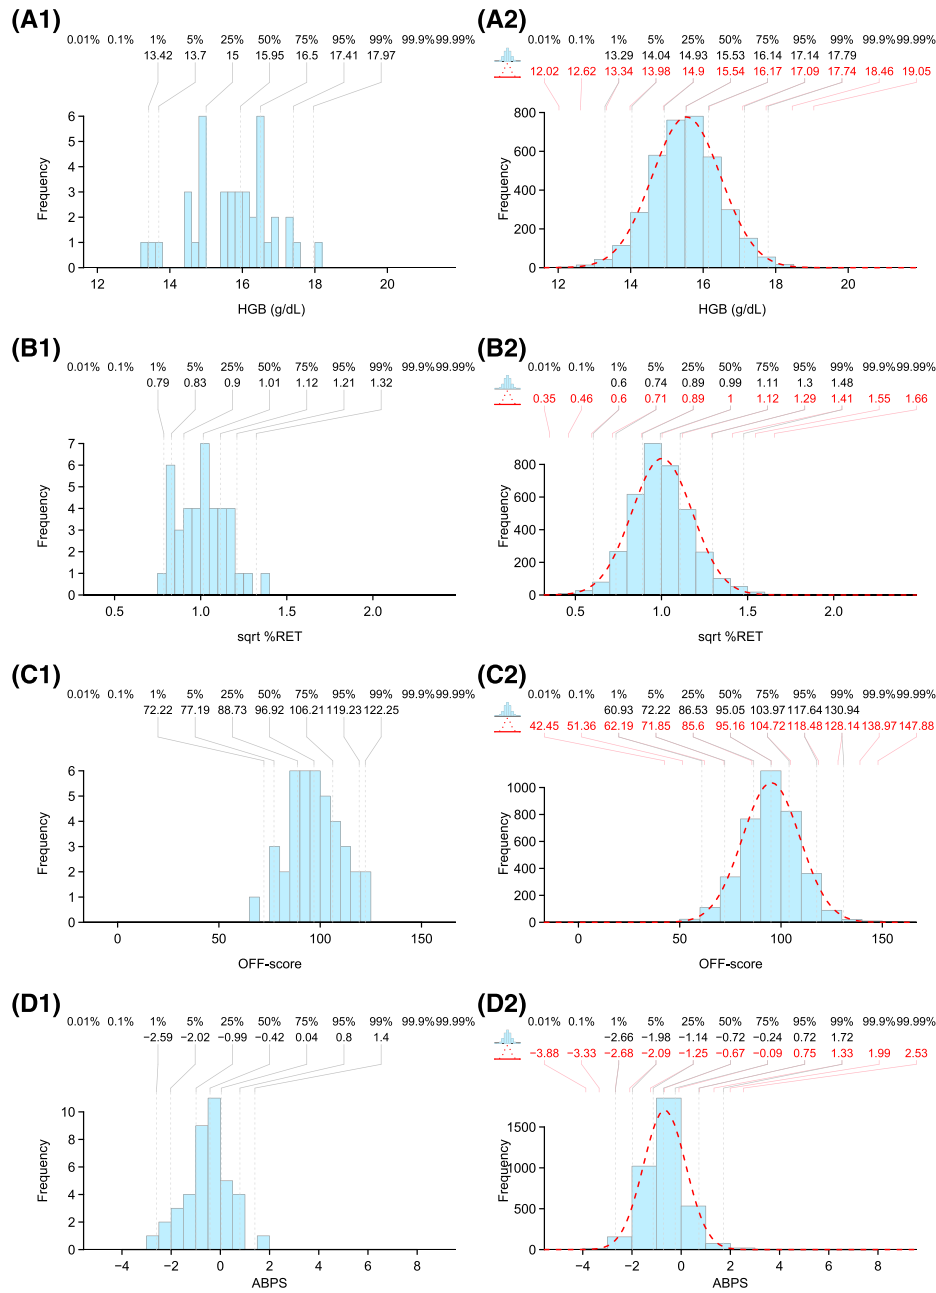 (A1)
0.01% 0.1% 1% 5% 25% 50% 75% 95% 99% 99.9% 99.99%
13.42 13.7 15 15.95 16.5 17.41 17.97
6
5
4
3
2
1
0
Frequency
12 14 16 18 20
HGB (g/dL)
(A2)
0.01% 0.1% 1% 5% 25% 50% 75% 95% 99% 99.9% 99.99%
13.29 14.04 14.93 15.53 16.14 17.14 17.79
12.02 12.62 13.34 13.98 14.9 15.54 16.17 17.09 17.74 18.46 19.05
800
600
400
200
0
Frequency
12 14 16 18 20
HGB (g/dL)
(B1)
0.01% 0.1% 1% 5% 25% 50% 75% 95% 99% 99.9% 99.99%
0.79 0.83 0.9 1.01 1.12 1.21 1.32
7
6
5
4
3
2
1
0
Frequency
0.5 1.0 1.5 2.0
sqrt %RET
(B2)
0.01% 0.1% 1% 5% 25% 50% 75% 95% 99% 99.9% 99.99%
0.6 0.74 0.89 0.99 1.11 1.3 1.48
0.35 0.46 0.6 0.71 0.89 1 1.12 1.29 1.41 1.55 1.66
800
600
400
200
0
Frequency
0.5 1.0 1.5 2.0
sqrt %RET
(C1)
0.01% 0.1% 1% 5% 25% 50% 75% 95% 99% 99.9% 99.99%
72.22 77.19 88.73 96.92 106.21 119.23 122.25
6
5
4
3
2
1
0
Frequency
0 50 100 150
OFF-score
(C2)
0.01% 0.1% 1% 5% 25% 50% 75% 95% 99% 99.9% 99.99%
60.93 72.22 86.53 95.05 103.97 117.64 130.94
42.45 51.36 62.19 71.85 85.6 95.16 104.72 118.48 128.14 138.97 147.88
1000
800
600
400
200
0
Frequency
0 50 100 150
OFF-score
(D1)
0.01% 0.1% 1% 5% 25% 50% 75% 95% 99% 99.9% 99.99%
−2.59 −2.02 −0.99 −0.42 0.04 0.8 1.4
10
8
6
4
2
0
Frequency
−4 −2 0 2 4 6 8
ABPS
(D2)
0.01% 0.1% 1% 5% 25% 50% 75% 95% 99% 99.9% 99.99%
−2.66 −1.98 −1.14 −0.72 −0.24 0.72 1.72
−3.88 −3.33 −2.68 −2.09 −1.25 −0.67 −0.09 0.75 1.33 1.99 2.53
1500
1000
500
0
Frequency
−4 −2 0 2 4 6 8
ABPS